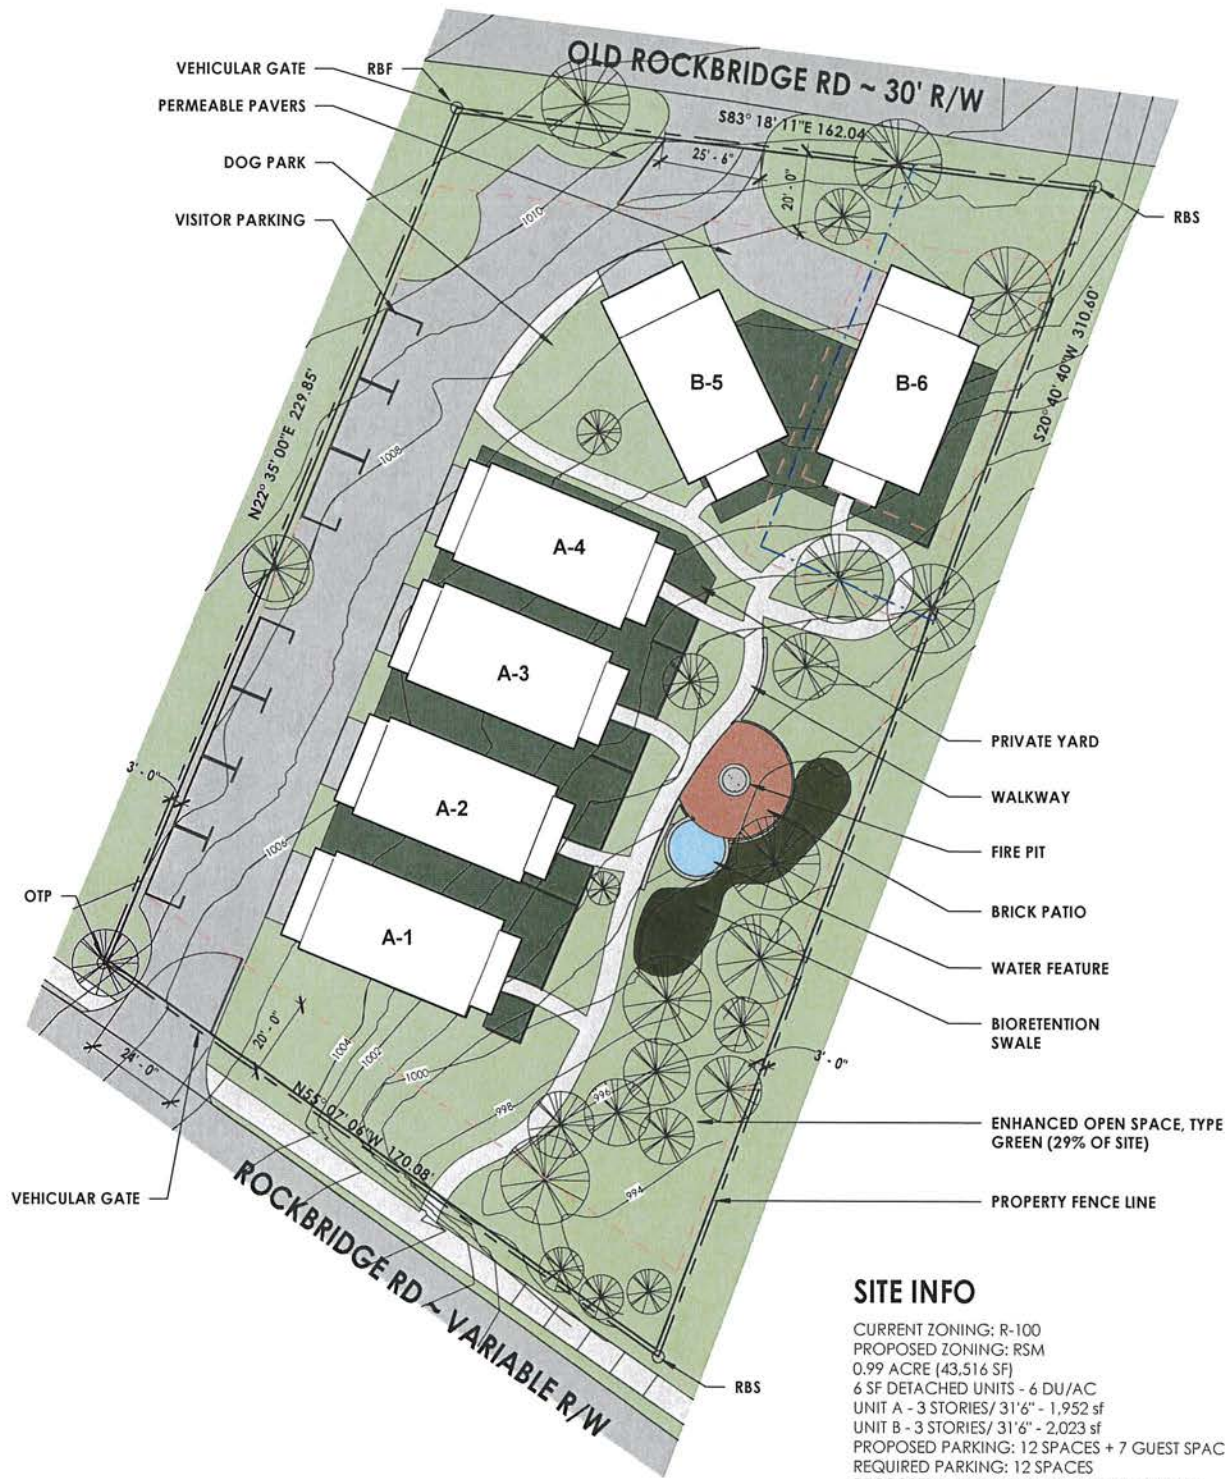 OLD ROCKBRIDGE RD ~ 30' R/W
VEHICULAR GATE
RBF
PERMEABLE PAVERS
S83° 18' 11"E 162.04
25' - 6"
DOG PARK
20' - 0"
VISITOR PARKING
RBS
1010
N22° 35' 00"E 229.85'
S20° 40' 40"W 310.60'
B-5
B-6
1008
A-4
A-3
PRIVATE YARD
3' - 0"
WALKWAY
A-2
1006
FIRE PIT
OTP
BRICK PATIO
A-1
WATER FEATURE
BIORETENTION
SWALE
20' - 0"
24' - 0"
1004
1002
1000
998
996
3' - 0"
ENHANCED OPEN SPACE, TYPE
GREEN (29% OF SITE)
N55° 07' 06"W 170.08'
994
VEHICULAR GATE
PROPERTY FENCE LINE
ROCKBRIDGE RD ~ VARIABLE R/W
RBS
SITE INFO
CURRENT ZONING: R-100
PROPOSED ZONING: RSM
0.99 ACRE (43,516 SF)
6 SF DETACHED UNITS - 6 DU/AC
UNIT A - 3 STORIES/ 31'6" - 1,952 sf
UNIT B - 3 STORIES/ 31'6" - 2,023 sf
PROPOSED PARKING: 12 SPACES + 7 GUEST SPAC
REQUIRED PARKING: 12 SPACES